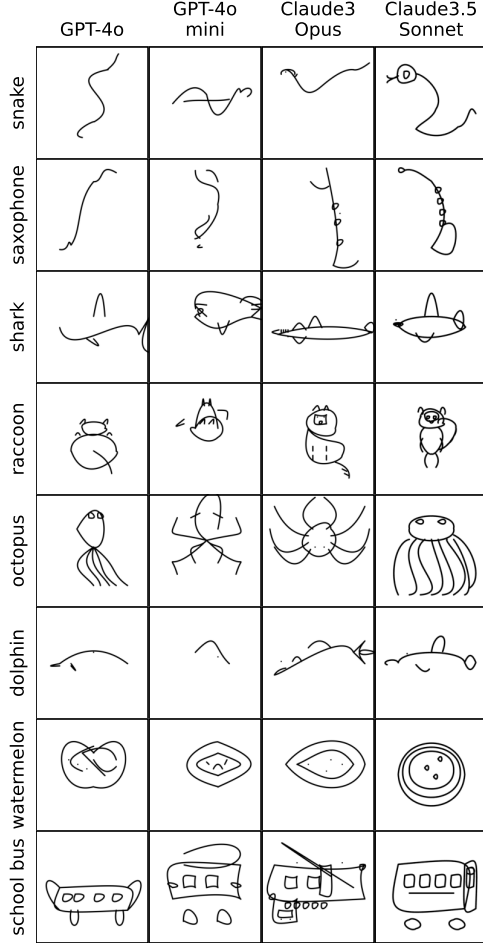 GPT-4o
GPT-4o
mini
Claude3
Opus
Claude3.5
Sonnet
snake
saxophone
shark
raccoon
octopus
dolphin
watermelon
school bus